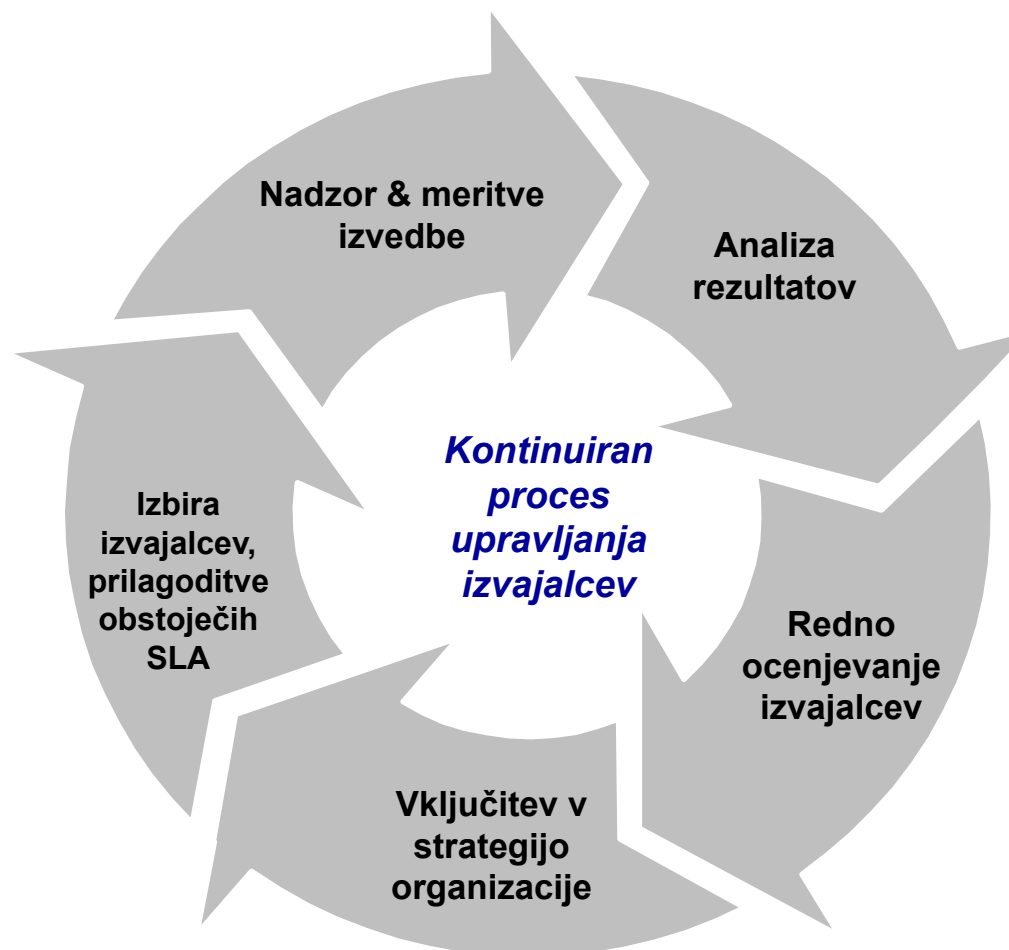 Nadzor & meritve
izvedbe
Analiza
rezultatov
Redno
ocenjevanje
izvajalcev
Vključitev v
strategijo
organizacije
Izbira
izvajalcev,
prilagoditve
obstoječih
SLA
Kontinuiran
proces
upravljanja
izvajalcev